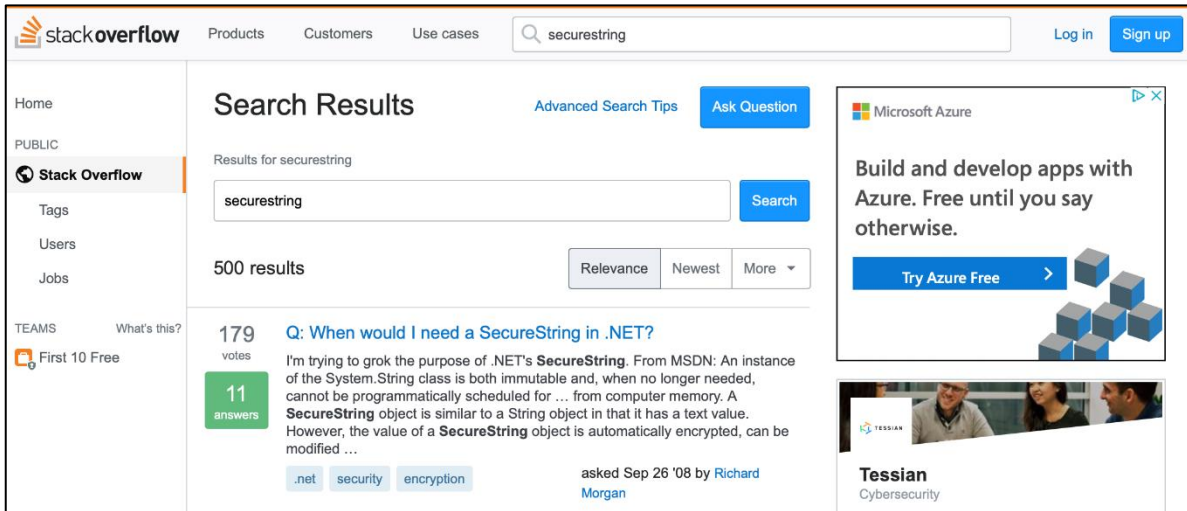 stackoverflow
Products Customers Use cases
securestring
Log in Sign up
Home
PUBLIC
Stack Overflow
Tags
Users
Jobs
TEAMS What's this?
First 10 Free
Search Results
Advanced Search Tips
Ask Question
Results for securestring
securestring
Search
500 results
Relevance Newest More
179
votes
11
answers
Q: When would I need a SecureString in .NET?
I'm trying to grok the purpose of .NET's SecureString. From MSDN: An instance
of the System.String class is both immutable and, when no longer needed,
cannot be programmatically scheduled for … from computer memory. A
SecureString object is similar to a String object in that it has a text value.
However, the value of a SecureString object is automatically encrypted, can be
modified …
.net security encryption
asked Sep 26 '08 by Richard
Morgan
Microsoft Azure
Build and develop apps with
Azure. Free until you say
otherwise.
Try Azure Free
TESSIAN
Tessian
Cybersecurity